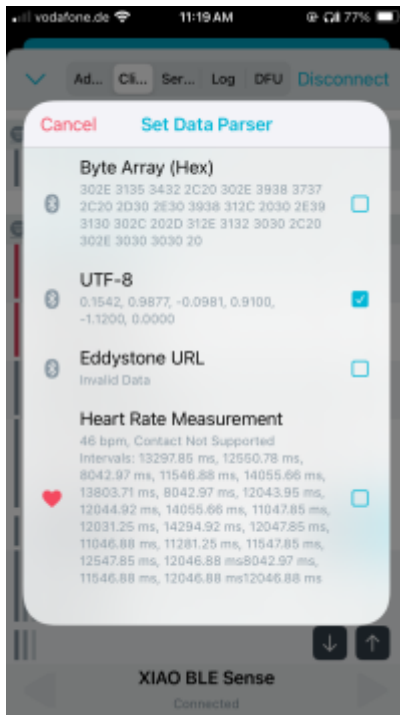 vodafone.de 11:19 AM 77%
Ad... Cli... Ser... Log DFU Disconnect
Cancel Set Data Parser
Byte Array (Hex)
302E 3135 3432 2C20 302E 3938 3737
2C20 2D30 2E30 3938 312C 2030 2E39
3130 302C 202D 312E 3132 3030 2C20
302E 3030 3030 20
UTF-8
0.1542, 0.9877, -0.0981, 0.9100,
-1.1200, 0.0000
Eddystone URL
Invalid Data
Heart Rate Measurement
46 bpm, Contact Not Supported
Intervals: 13297.85 ms, 12550.78 ms,
8042.97 ms, 11546.88 ms, 14055.66 ms,
13803.71 ms, 8042.97 ms, 12043.95 ms,
12044.92 ms, 14055.66 ms, 11047.85 ms,
12031.25 ms, 14294.92 ms, 12047.85 ms,
11046.88 ms, 11281.25 ms, 11547.85 ms,
12547.85 ms, 12046.88 ms8042.97 ms,
11546.88 ms, 12046.88 ms12046.88 ms
XIAO BLE Sense
Connected